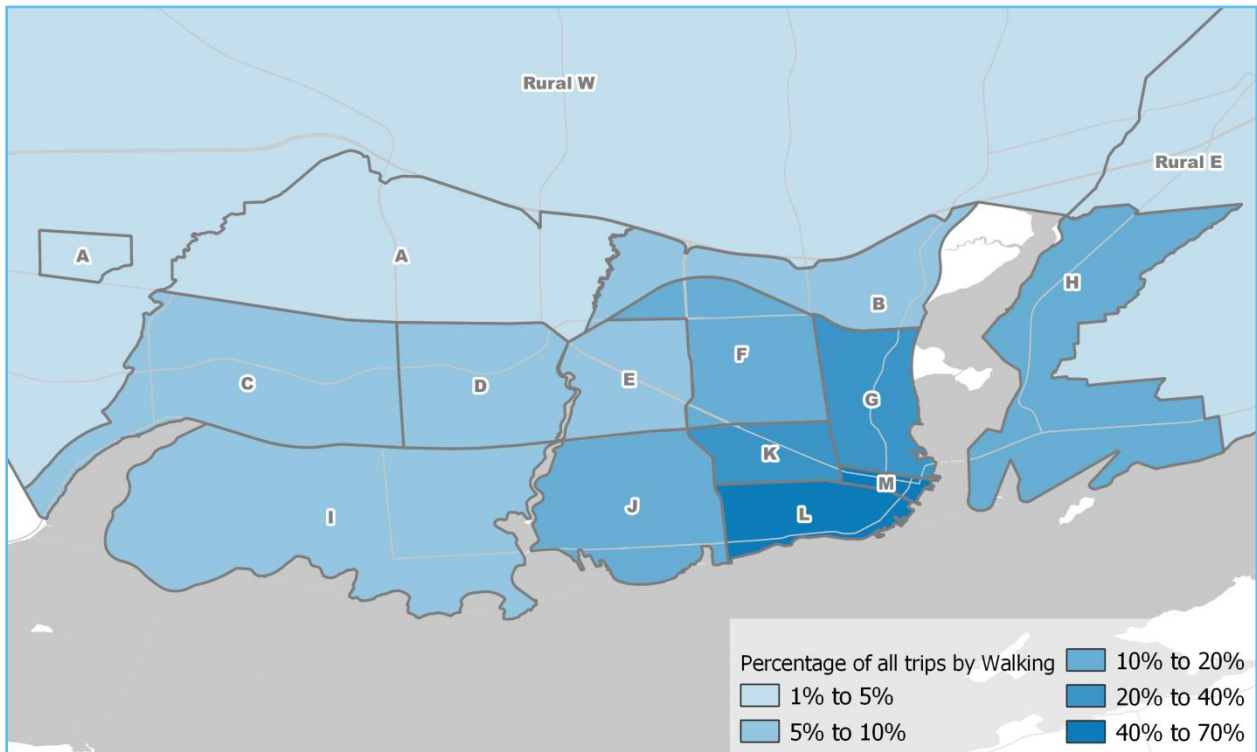 Rural W
Rural E
A
A
H
B
F
C
D
E
G
K
M
I
J
L
Percentage of all trips by Walking
1% to 5%
5% to 10%
10% to 20%
20% to 40%
40% to 70%